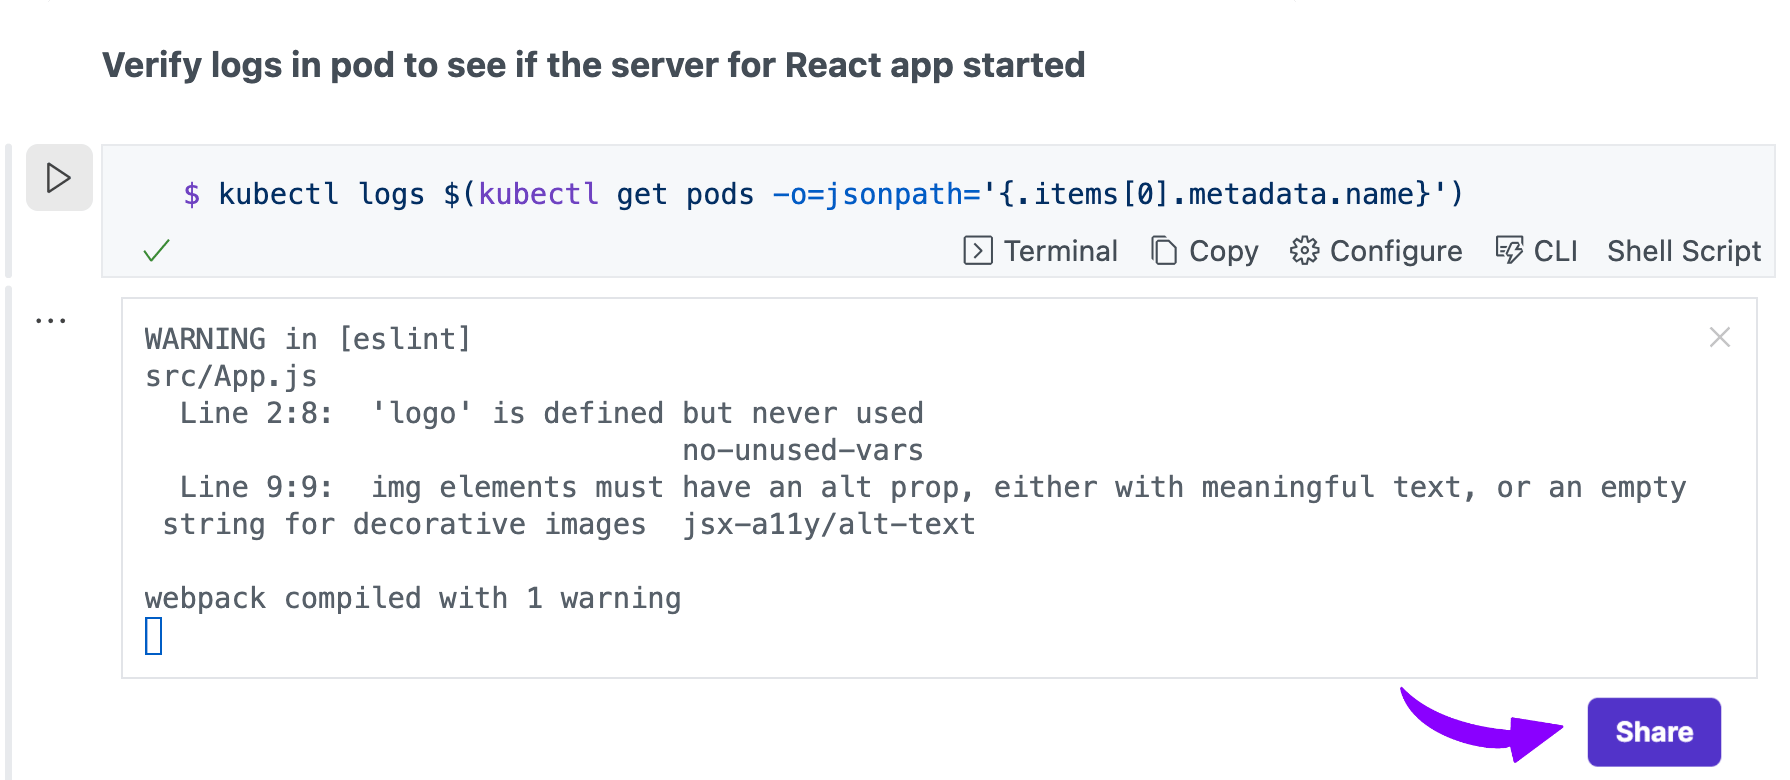 Verify logs in pod to see if the server for React app started
$ kubectl logs $(kubectl get pods -o=jsonpath='{.items[0].metadata.name}')
Terminal Copy Configure CLI Shell Script
...
WARNING in [eslint]
src/App.js
  Line 2:8:  'logo' is defined but never used
                               no-unused-vars
  Line 9:9:  img elements must have an alt prop, either with meaningful text, or an empty
 string for decorative images  jsx-a11y/alt-text
webpack compiled with 1 warning
Share